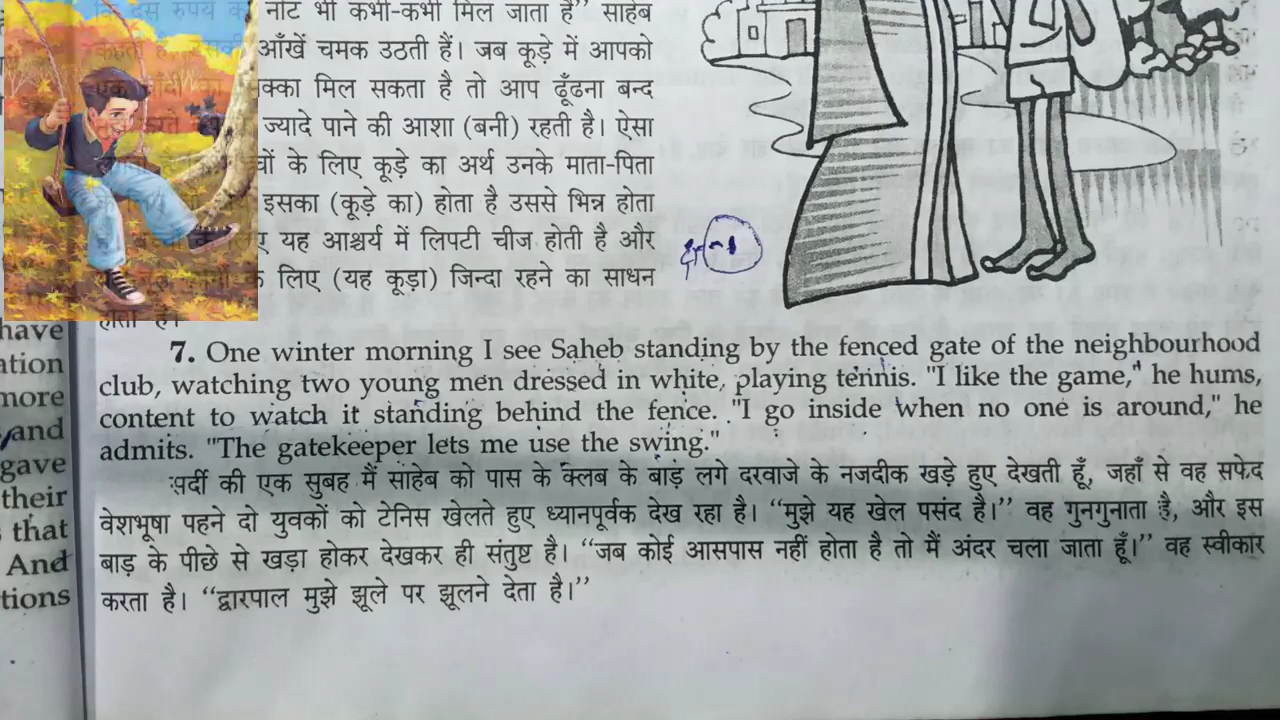 कि दस रुपय का नोट भी कभी-कभी मिल जाता है’’ साहेब
आँखें चमक उठती हैं। जब कूड़े में आपको
क्का मिल सकता है तो आप ढूँढना बन्द
ज्यादे पाने की आशा (बनी) रहती है। ऐसा
चों के लिए कूड़े का अर्थ उनके माता-पिता
इसका (कूड़े का) होता है उससे भिन्न होता
लिए यह आश्चर्य में लिपटी चीज होती है और
के लिए (यह कूड़ा) जिन्दा रहने का साधन
होता है।
have
ation
more
and
gave
their
that
And
tions
7. One winter morning I see Saheb standing by the fenced gate of the neighbourhood
club, watching two young men dressed in white, playing tennis. "I like the game," he hums,
content to watch it standing behind the fence. "I go inside when no one is around," he
admits. "The gatekeeper lets me use the swing."
सर्दी की एक सुबह मैं साहेब को पास के क्लब के बाड़ लगे दरवाजे के नजदीक खड़े हुए देखती हूँ, जहाँ से वह सफेद
वेशभूषा पहने दो युवकों को टेनिस खेलते हुए ध्यानपूर्वक देख रहा है। ‘‘मुझे यह खेल पसंद है।’’ वह गुनगुनाता है, और इस
बाड़ के पीछे से खड़ा होकर देखकर ही संतुष्ट है। ‘‘जब कोई आसपास नहीं होता है तो मैं अंदर चला जाता हूँ।’’ वह स्वीकार
करता है। ‘‘द्वारपाल मुझे झूले पर झूलने देता है।’’